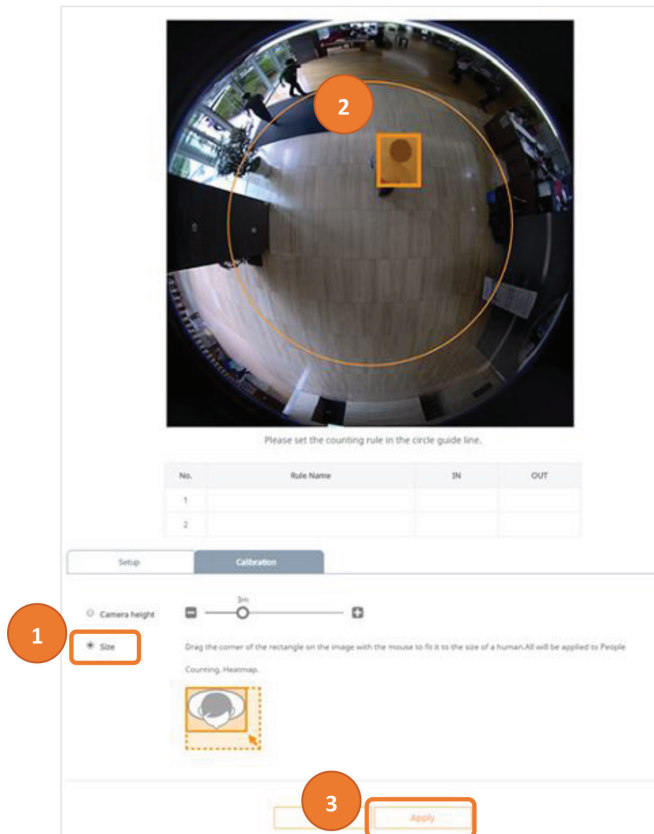 2
Please set the counting rule in the circle guide line.
No. Rule Name IN OUT
1
2
Setup Calibration
3m
Camera height
1
Size
Drag the corner of the rectangle on the image with the mouse to fit it to the size of a human.All will be applied to People
Counting, Heatmap.
3
Apply